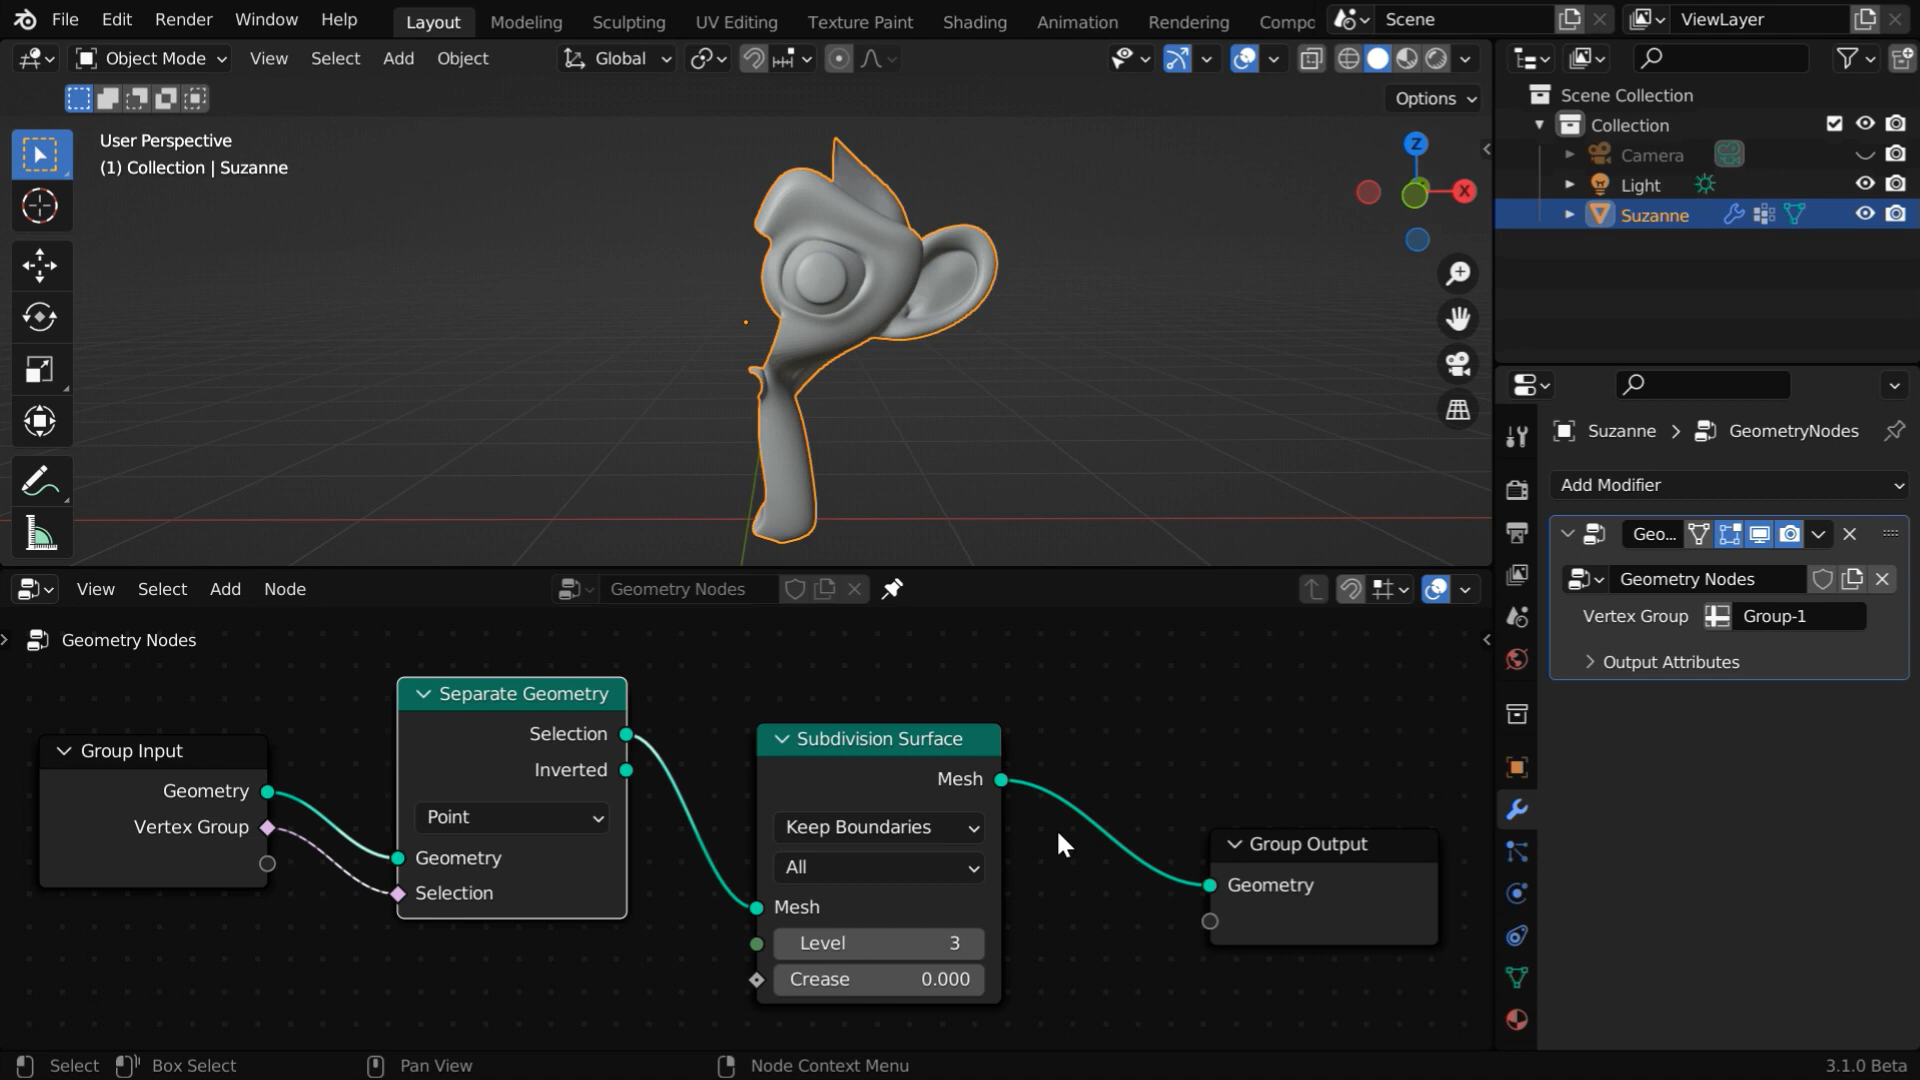 File Edit Render Window Help Layout Modeling Sculpting UV Editing Texture Paint Shading Animation Rendering Compo Scene ViewLayer
Object Mode View Select Add Object Global
Options
User Perspective
(1) Collection | Suzanne
Z
X
Scene Collection
Collection
Camera
Light
Suzanne
Suzanne > GeometryNodes
Add Modifier
Geo...
Geometry Nodes
Vertex Group Group-1
Output Attributes
View Select Add Node Geometry Nodes
Geometry Nodes
Group Input
Geometry
Vertex Group
Separate Geometry
Selection
Inverted
Point
Geometry
Selection
Subdivision Surface
Mesh
Keep Boundaries
All
Mesh
Level 3
Crease 0.000
Group Output
Geometry
Select Box Select Pan View Node Context Menu 3.1.0 Beta